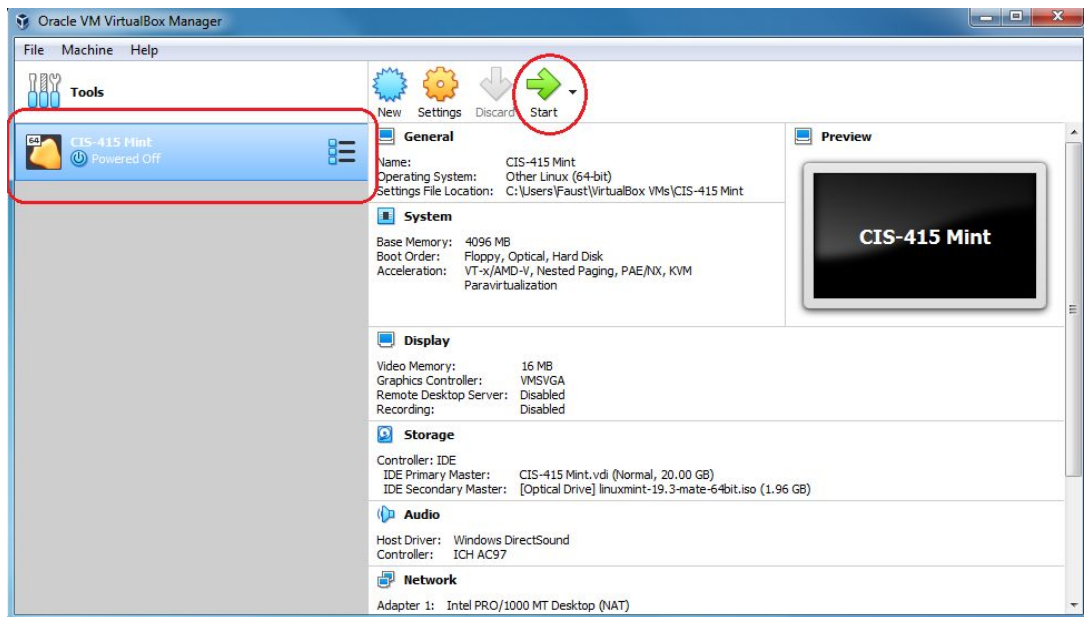 Oracle VM VirtualBox Manager
File Machine Help
Tools
New Settings Discard Start
64
CIS-415 Mint
Powered Off
General
Name: CIS-415 Mint
Operating System: Other Linux (64-bit)
Settings File Location: C:\Users\Faust\VirtualBox VMs\CIS-415 Mint
Preview
CIS-415 Mint
System
Base Memory: 4096 MB
Boot Order: Floppy, Optical, Hard Disk
Acceleration: VT-x/AMD-V, Nested Paging, PAE/NX, KVM
Paravirtualization
Display
Video Memory: 16 MB
Graphics Controller: VMSVGA
Remote Desktop Server: Disabled
Recording: Disabled
Storage
Controller: IDE
IDE Primary Master: CIS-415 Mint.vdi (Normal, 20.00 GB)
IDE Secondary Master: [Optical Drive] linuxmint-19.3-mate-64bit.iso (1.96 GB)
Audio
Host Driver: Windows DirectSound
Controller: ICH AC97
Network
Adapter 1: Intel PRO/1000 MT Desktop (NAT)